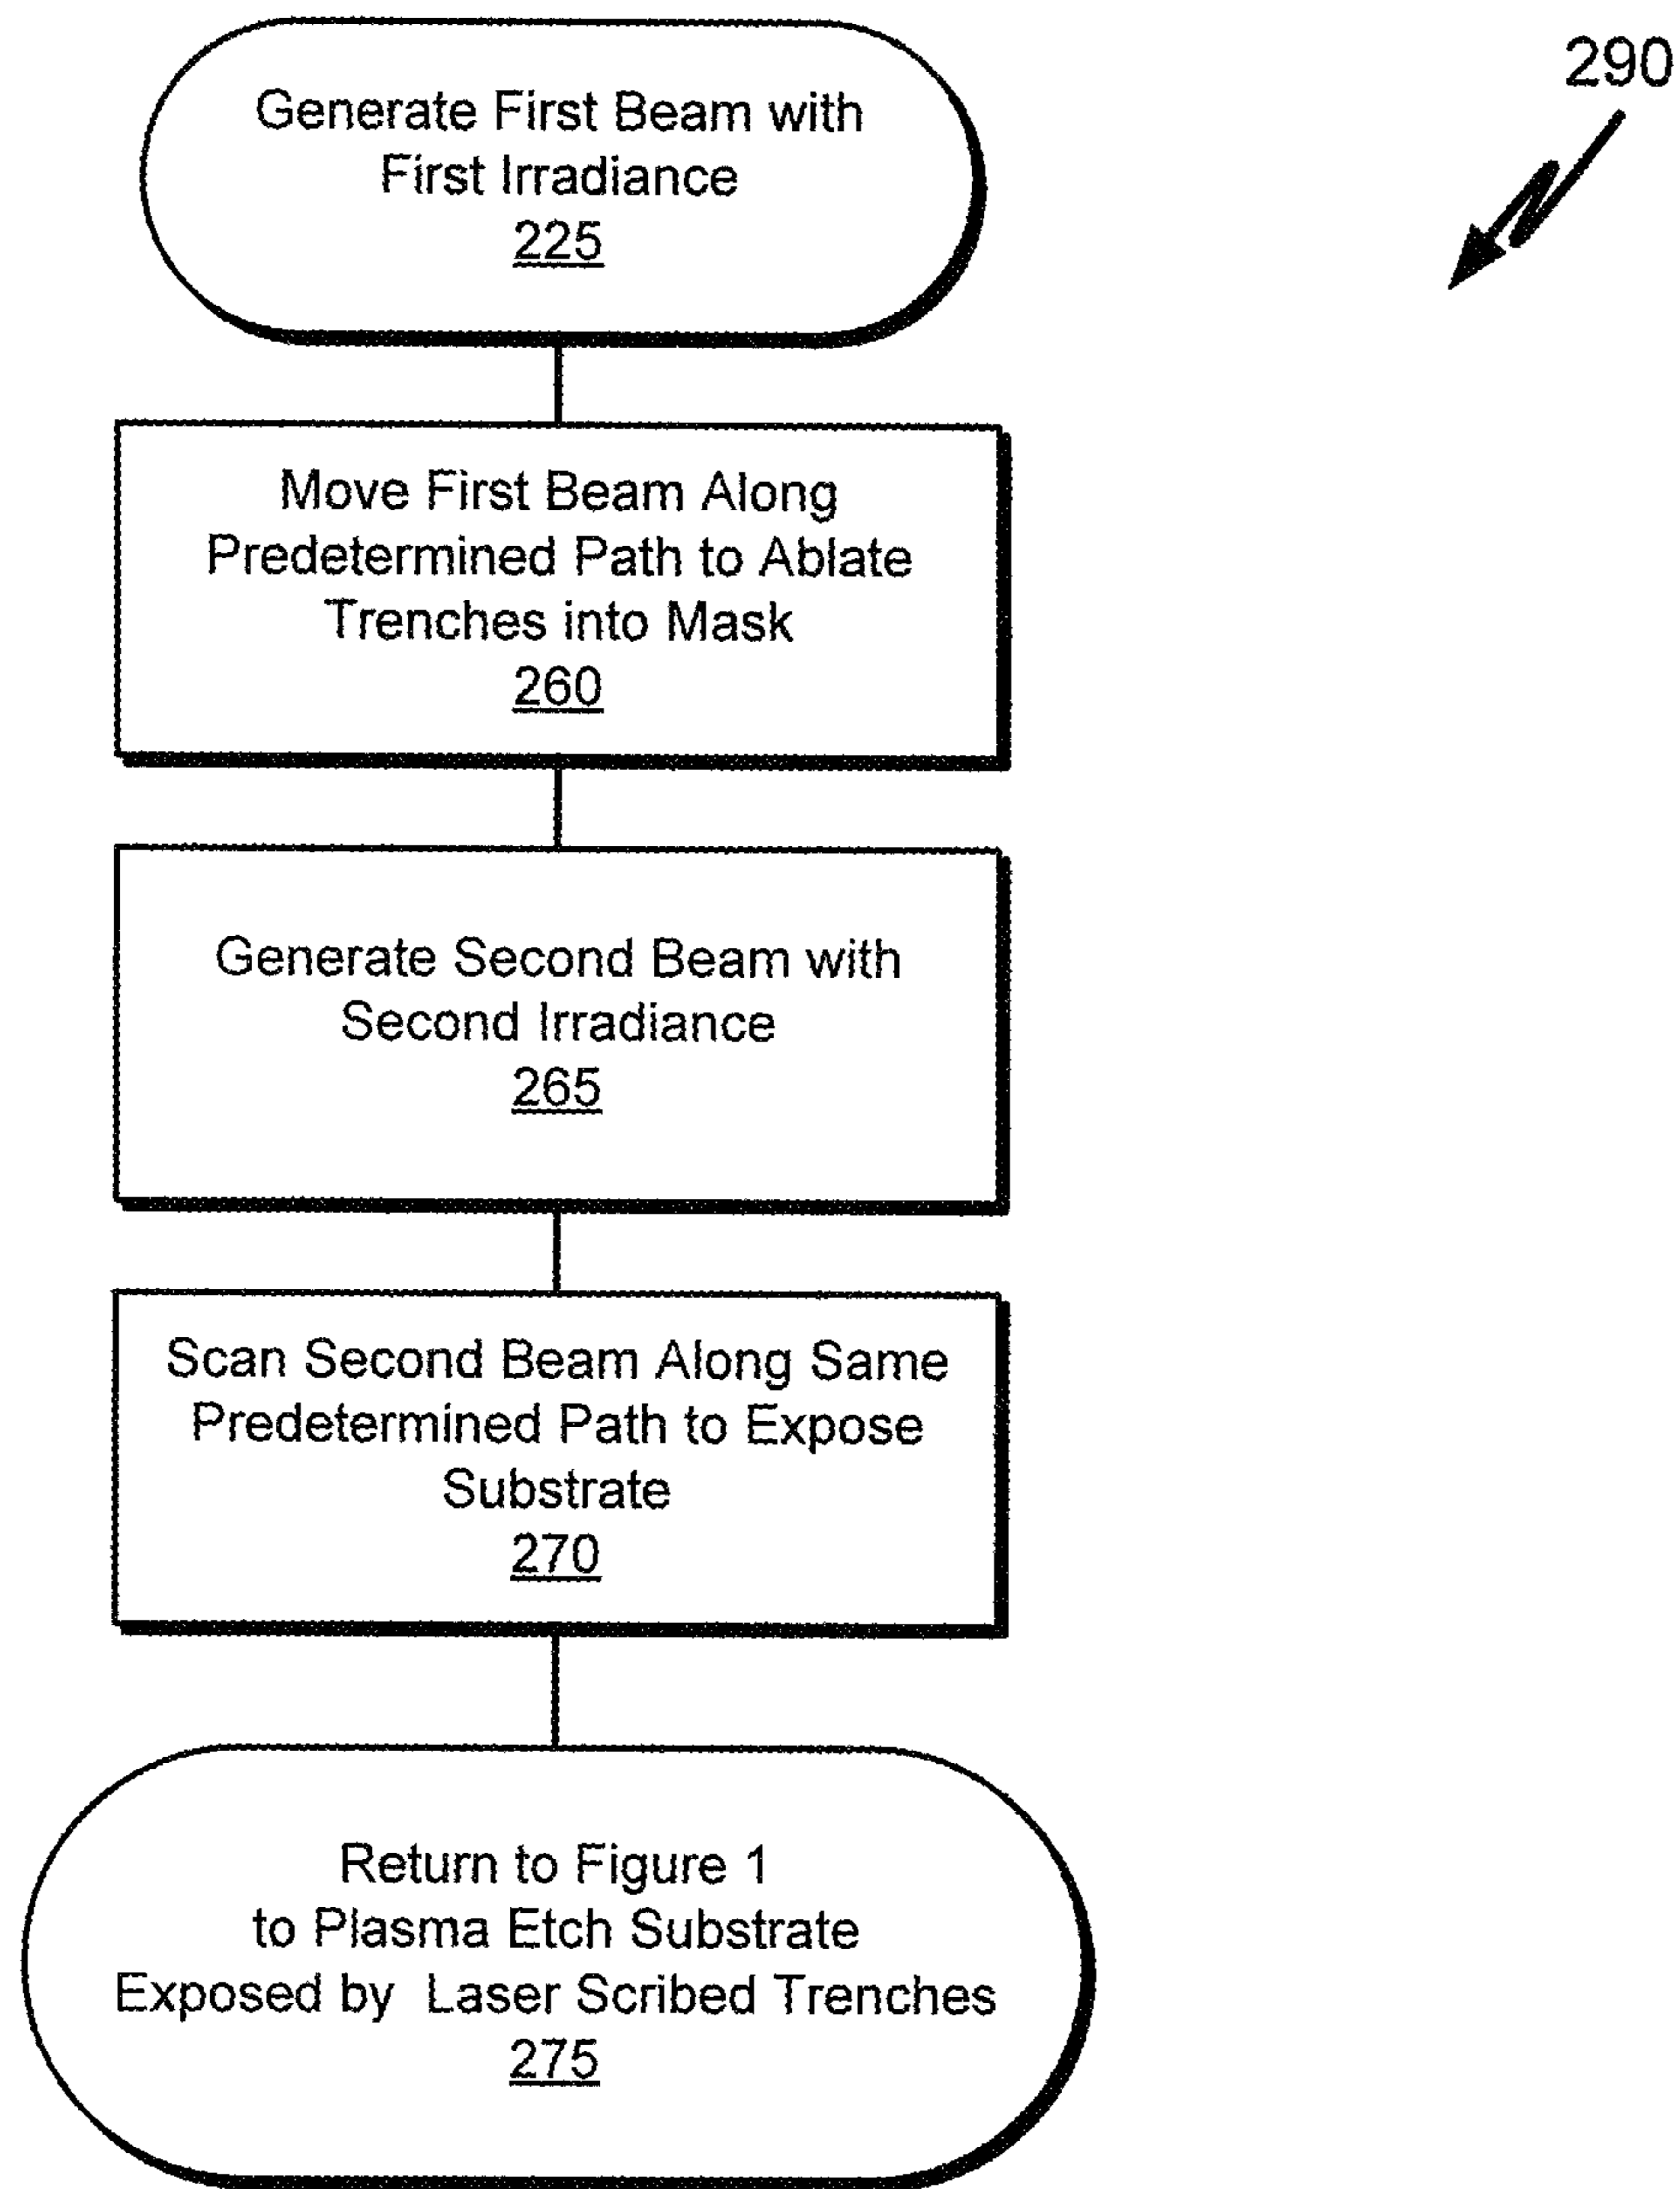 290
Generate First Beam with
First Irradiance
225
Move First Beam Along
Predetermined Path to Ablate
Trenches into Mask
260
Generate Second Beam with
Second Irradiance
265
Scan Second Beam Along Same
Predetermined Path to Expose
Substrate
270
Return to Figure 1
to Plasma Etch Substrate
Exposed by Laser Scribed Trenches
275